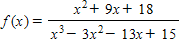 f(x) = (x² + 9x + 18) / (x³ − 3x² − 13x + 15)